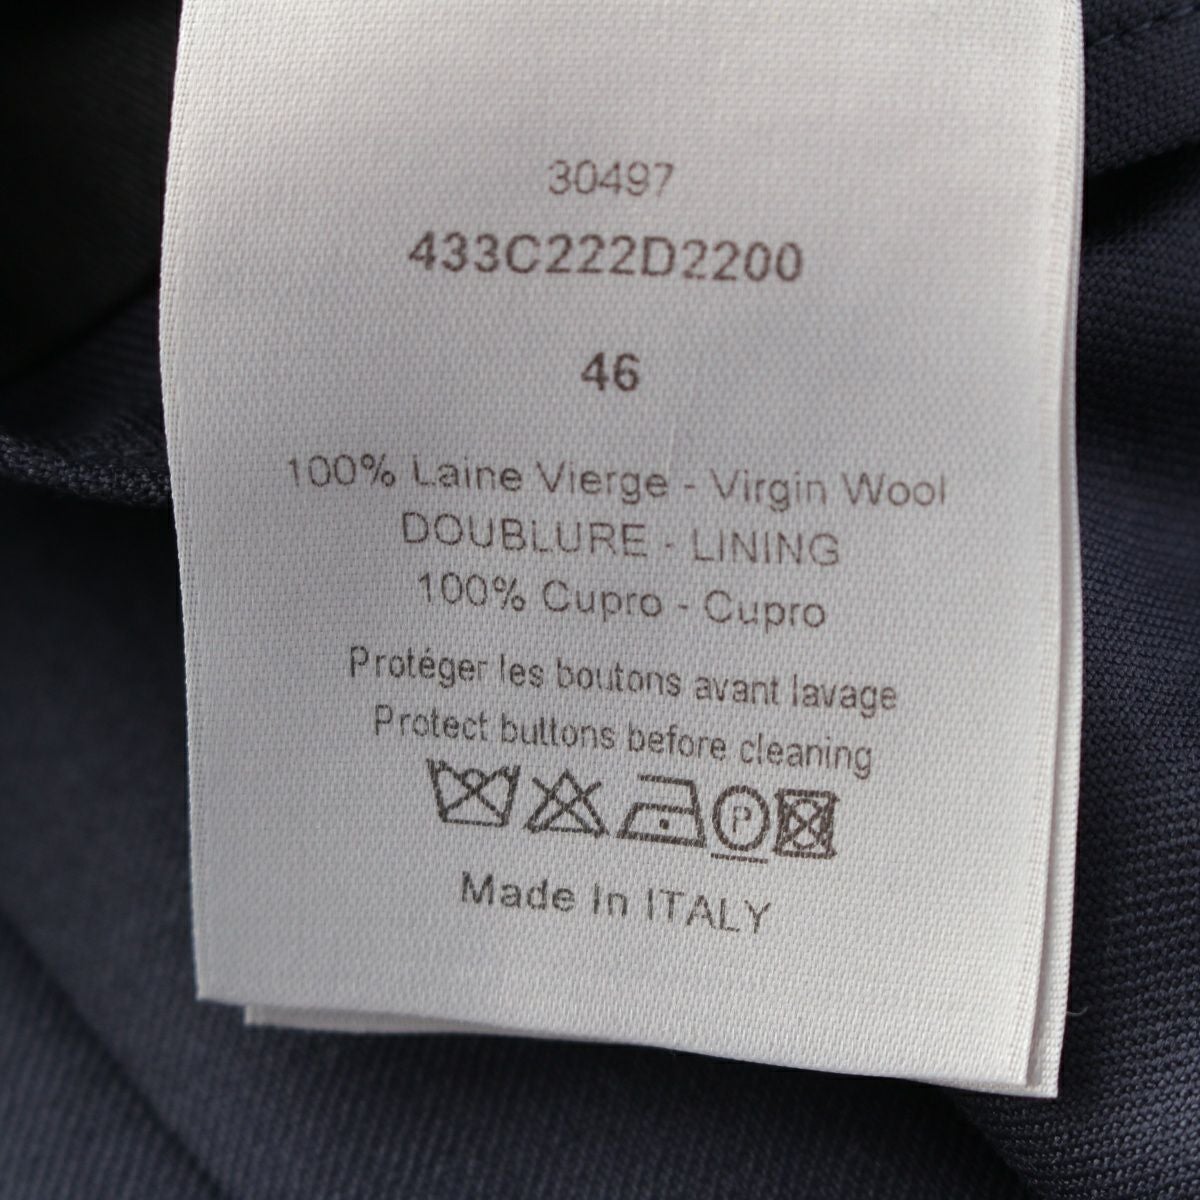 30497
433C222D2200
46
100% Laine Vierge - Virgin Wool
DOUBLURE - LINING
100% Cupro - Cupro
Protéger les boutons avant lavage
Protect buttons before cleaning
P
Made In ITALY